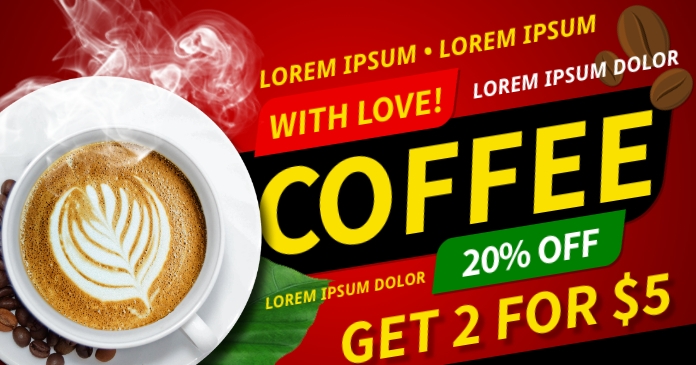 LOREM IPSUM • LOREM IPSUM
LOREM IPSUM DOLOR
WITH LOVE!
COFFEE
20% OFF
LOREM IPSUM DOLOR
GET 2 FOR $5